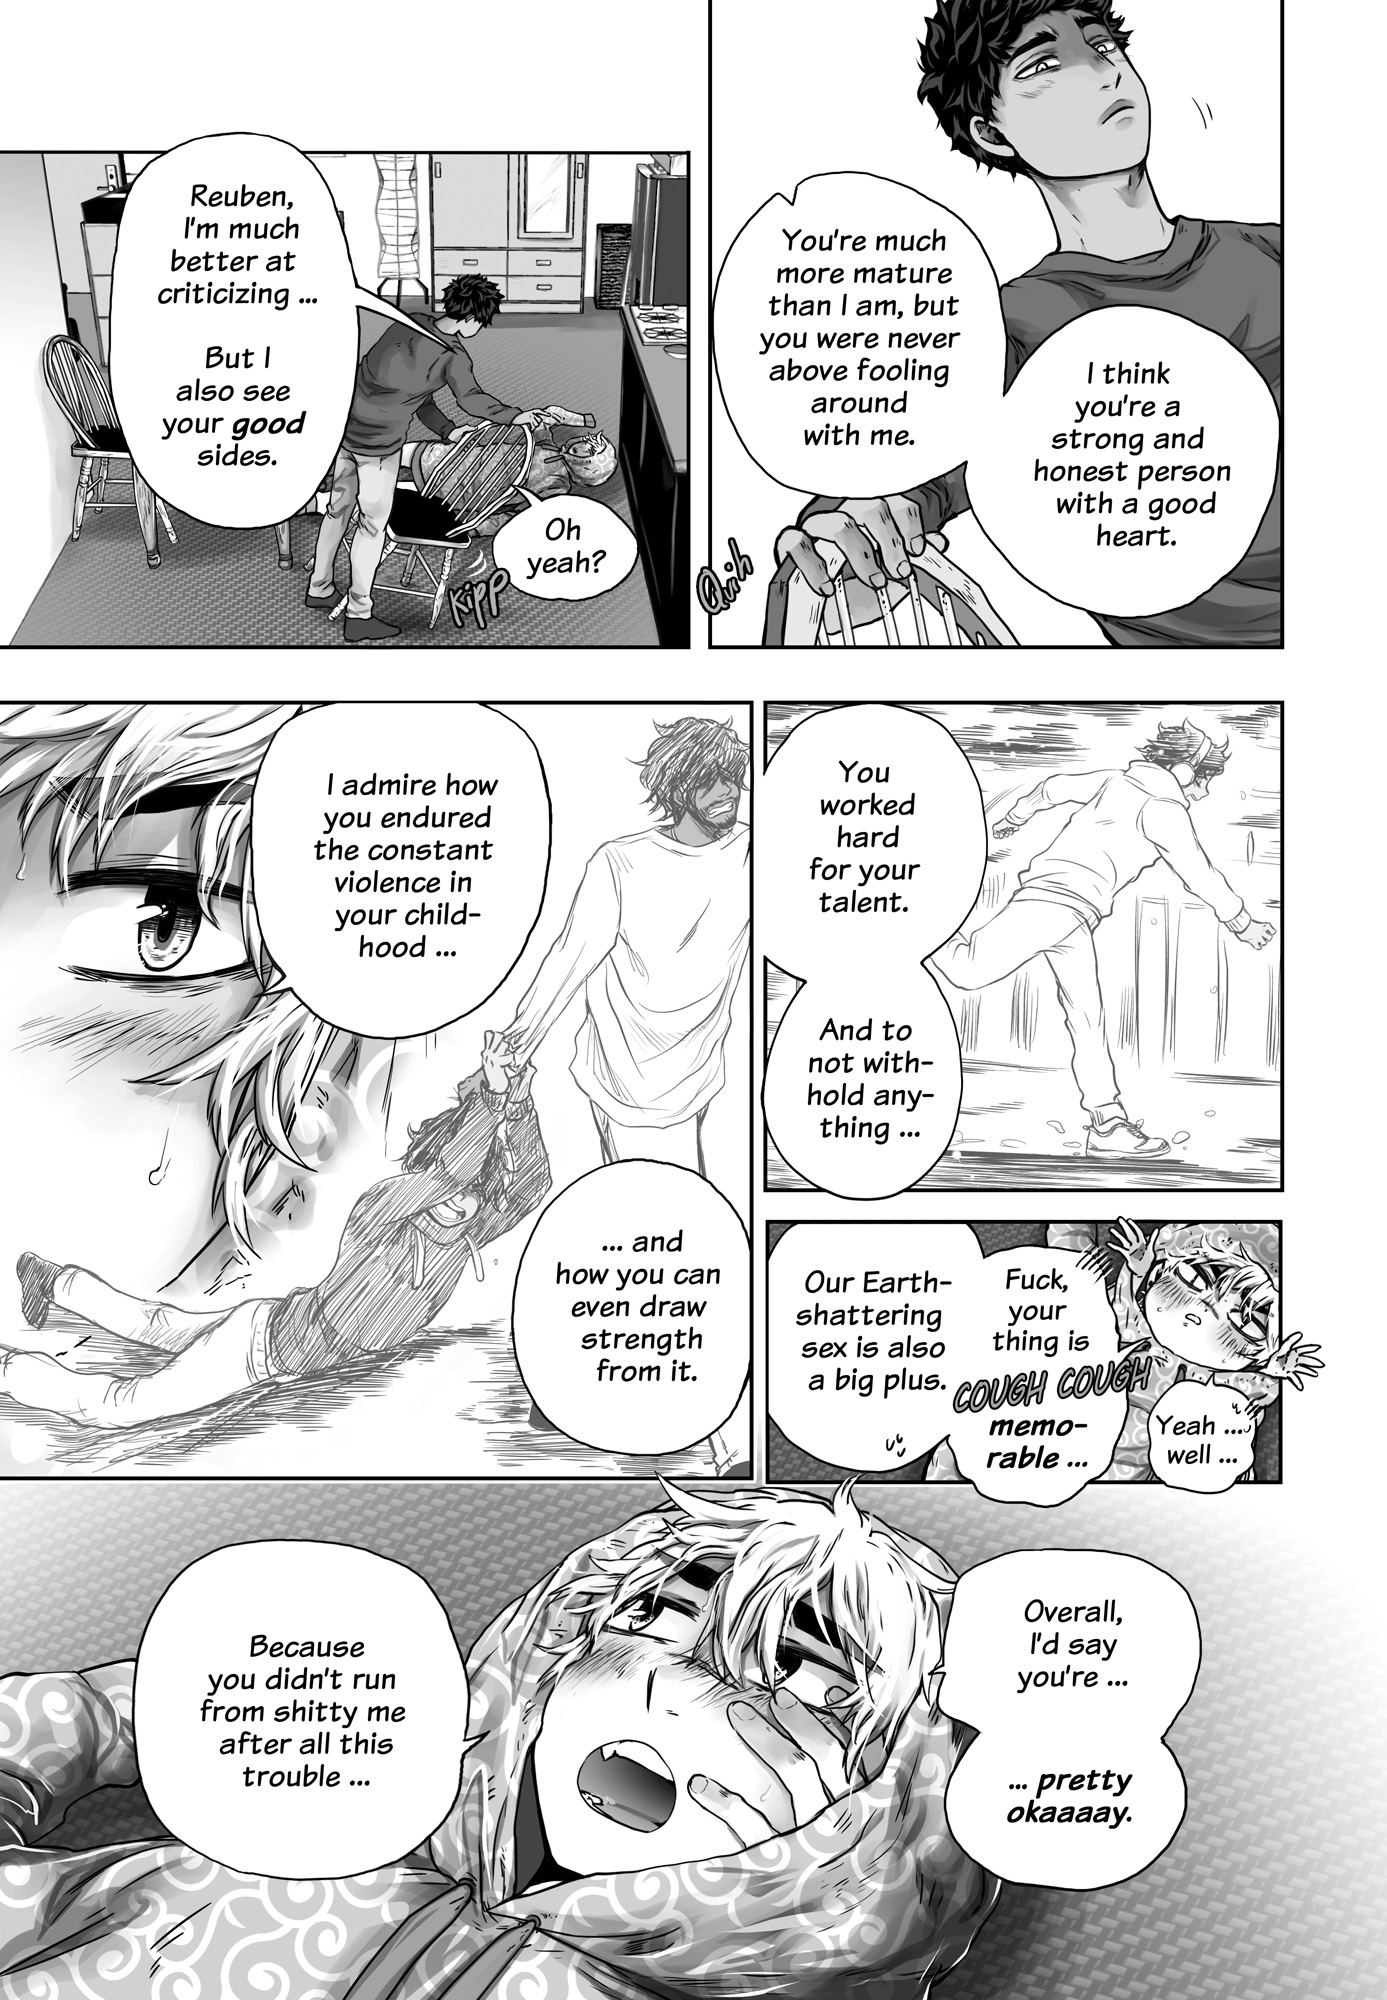 Reuben,
I'm much
better at
criticizing ...
But I
also see
your good
sides.
Oh
yeah?
KIPP
You're much
more mature
than I am, but
you were never
above fooling
around
with me.
I think
you're a
strong and
honest person
with a good
heart.
Quih
I admire how
you endured
the constant
violence in
your child-
hood ...
... and
how you can
even draw
strength
from it.
You
worked
hard
for your
talent.
And to
not with-
hold any-
thing ...
Our Earth-
shattering
sex is also
a big plus.
Fuck,
your
thing is
COUGH COUGH
memo-
rable ...
Yeah ...
well ...
Because
you didn't run
from shitty me
after all this
trouble ...
Overall,
I'd say
you're ...
... pretty
okaaaay.